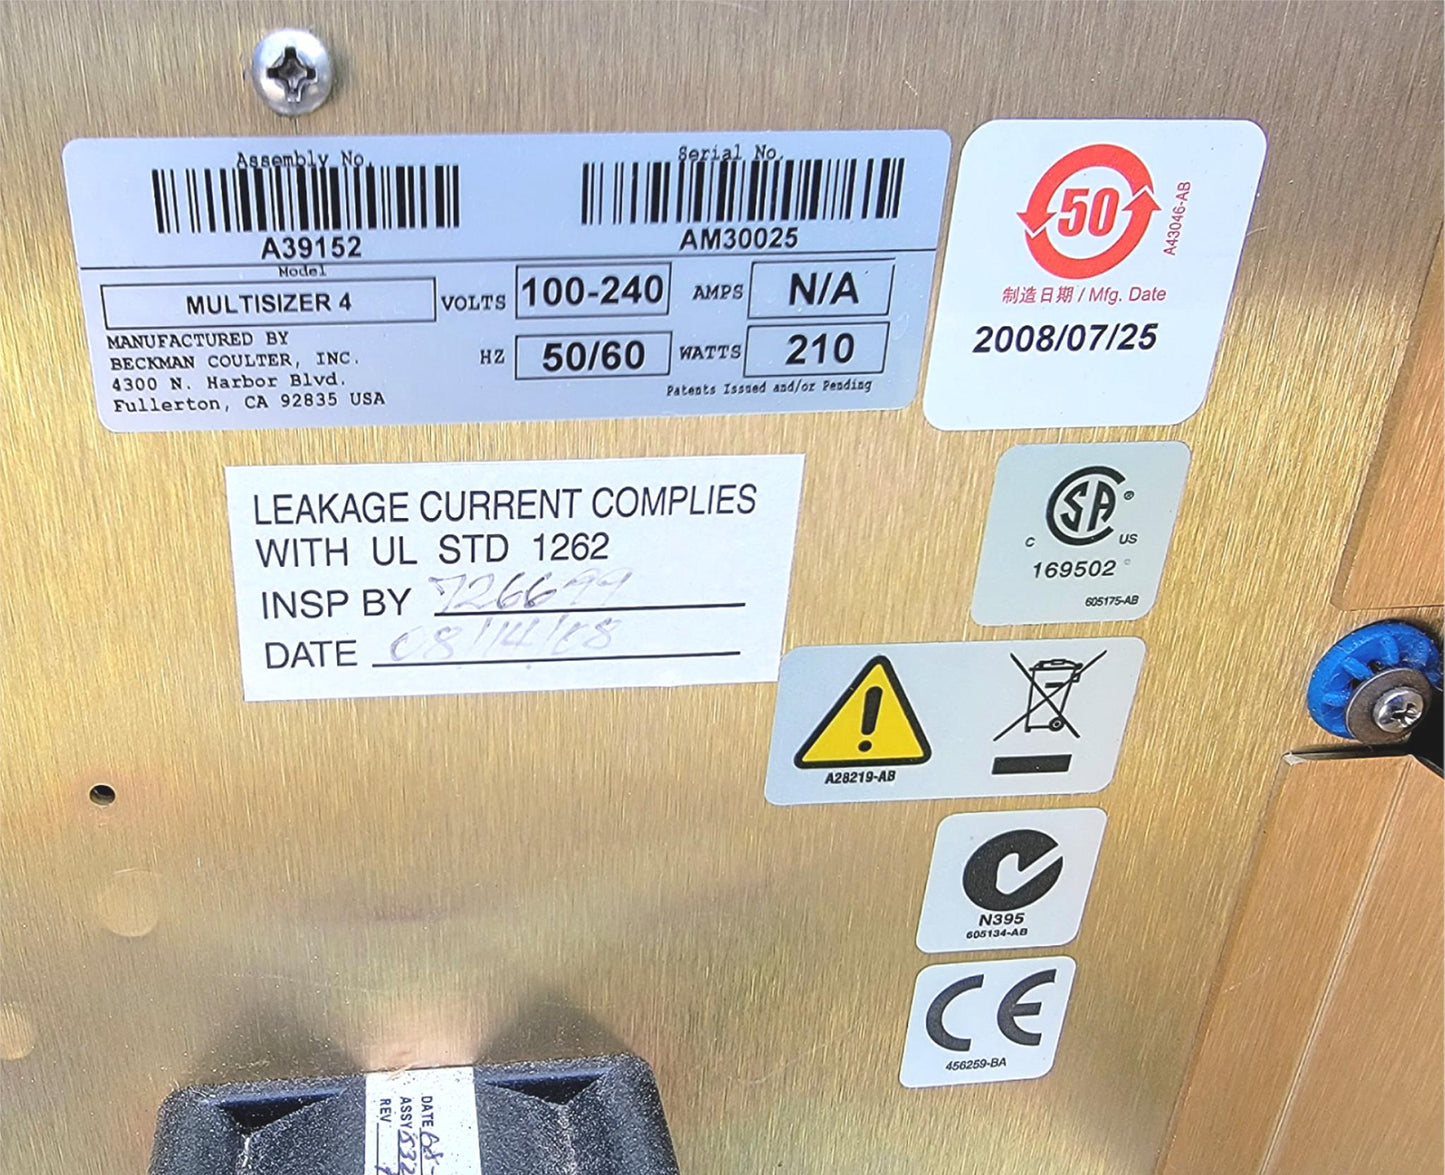 Assembly No.
A39152
Serial No.
AM30025
Model
MULTISIZER 4
VOLTS 100-240 AMPS N/A
HZ 50/60 WATTS 210
MANUFACTURED BY
BECKMAN COULTER, INC.
4300 N. Harbor Blvd.
Fullerton, CA 92835 USA
Patents Issued and/or Pending
50
A43046-AB
制造日期 / Mfg. Date
2008/07/25
LEAKAGE CURRENT COMPLIES
WITH UL STD 1262
INSP BY 726699
DATE 08/14/08
SA ®
C US
169502
605175-AB
A28219-AB
N395
605134-AB
CE
456259-BA
DATE
ASSY
REV